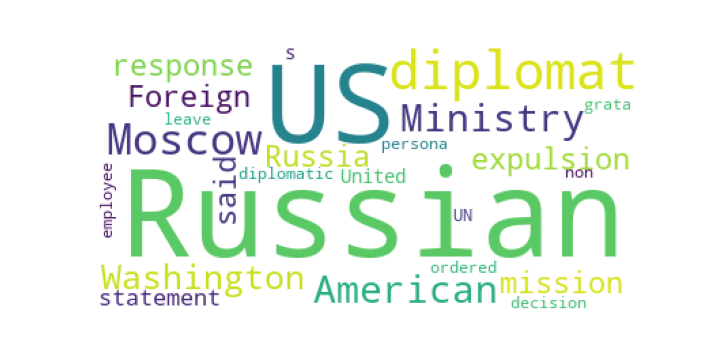 s
US
diplomat
response
Foreign
grata
leave
Ministry
Moscow
persona
Russia
expulsion
diplomatic
United
non
employee
said
Russian
UN
ordered
Washington
mission
American
statement
decision